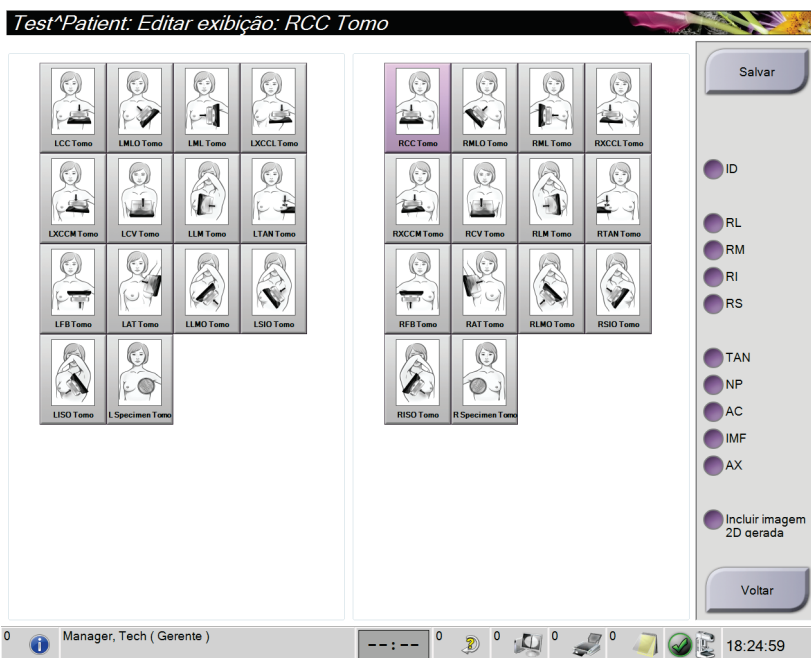 Test^Patient: Editar exibição: RCC Tomo
LCC Tomo LMLO Tomo LML Tomo LXCCL Tomo
LXCCM Tomo LCV Tomo LLM Tomo LTAN Tomo
LFB Tomo LAT Tomo LLMO Tomo LSIO Tomo
LISO Tomo L Specimen Tomo
RCC Tomo RMLO Tomo RML Tomo RXCCL Tomo
RXCCM Tomo RCV Tomo RLM Tomo RTAN Tomo
RFB Tomo RAT Tomo RLMO Tomo RSIO Tomo
RISO Tomo R Specimen Tomo
Salvar
ID
RL
RM
RI
RS
TAN
NP
AC
IMF
AX
Incluir imagem
2D gerada
Voltar
0 Manager, Tech ( Gerente ) --:-- 0 0 0 0 18:24:59